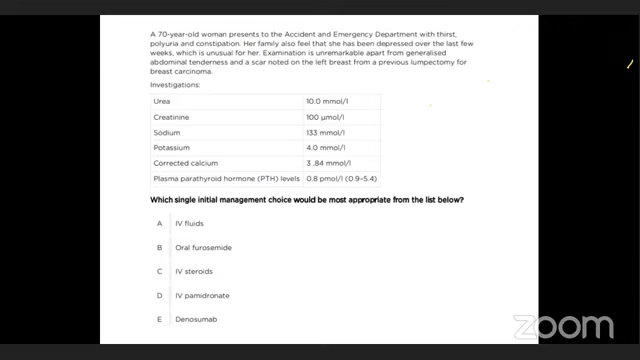 A 70-year-old woman presents to the Accident and Emergency Department with thirst,
polyuria and constipation. Her family also feel that she has been depressed over the last few
weeks, which is unusual for her. Examination is unremarkable apart from generalised
abdominal tenderness and a scar noted on the left breast from a previous lumpectomy for
breast carcinoma.
Investigations:
Urea 10.0 mmol/l
Creatinine 100 µmol/l
Sodium 133 mmol/l
Potassium 4.0 mmol/l
Corrected calcium 3 .84 mmol/l
Plasma parathyroid hormone (PTH) levels 0.8 pmol/l (0.9–5.4)
Which single initial management choice would be most appropriate from the list below?
A IV fluids
B Oral furosemide
C IV steroids
D IV pamidronate
E Denosumab
zoom